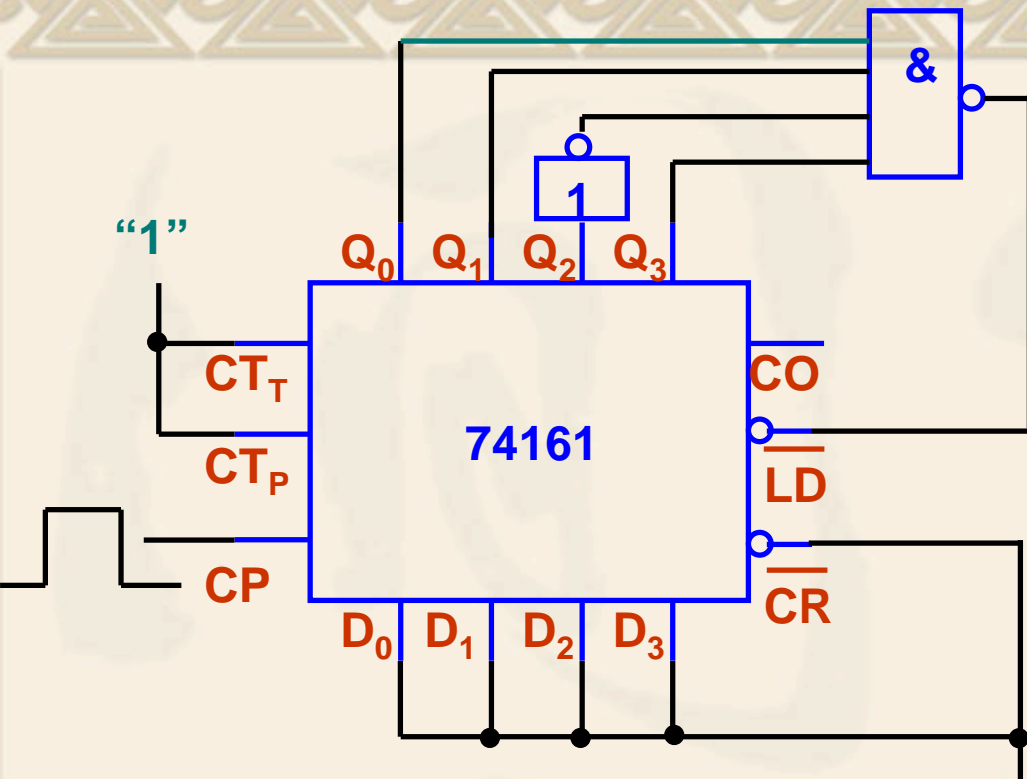 &
1
“1”
Q0 Q1 Q2 Q3
CTT
CO
74161
CTP
LD
CP
CR
D0 D1 D2 D3